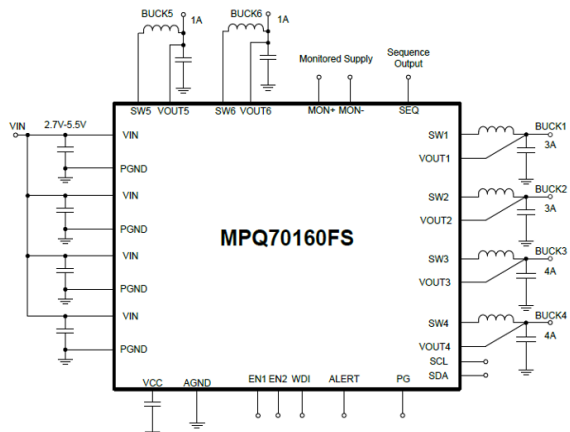 BUCK5
1A
BUCK6
1A
Monitored Supply
Sequence
Output
SW5 VOUT5
SW6 VOUT6
MON+ MON-
SEQ
VIN
2.7V-5.5V
VIN
PGND
VIN
PGND
VIN
PGND
VIN
PGND
MPQ70160FS
SW1
BUCK1
VOUT1
3A
SW2
BUCK2
VOUT2
3A
SW3
BUCK3
VOUT3
4A
SW4
BUCK4
VOUT4
4A
SCL
SDA
VCC
AGND
EN1 EN2 WDI
ALERT
PG